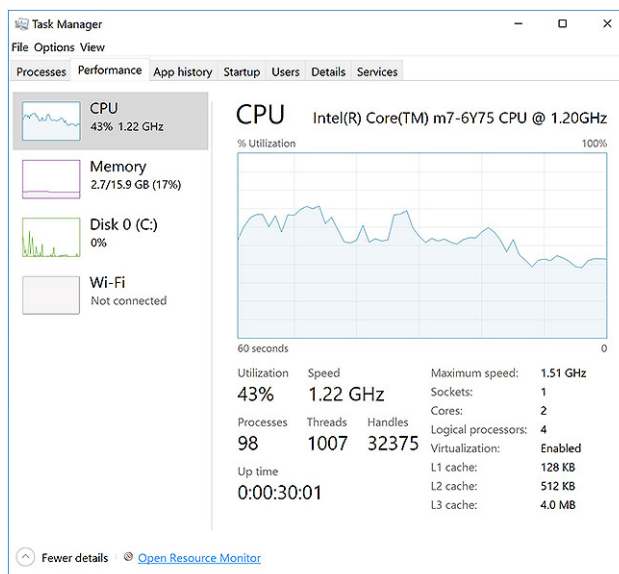 Task Manager
File Options View
Processes Performance App history Startup Users Details Services
CPU
43% 1.22 GHz
Memory
2.7/15.9 GB (17%)
Disk 0 (C:)
0%
Wi-Fi
Not connected
CPU Intel(R) Core(TM) m7-6Y75 CPU @ 1.20GHz
% Utilization 100%
60 seconds 0
Utilization Speed
43% 1.22 GHz
Processes Threads Handles
98 1007 32375
Up time
0:00:30:01
Maximum speed: 1.51 GHz
Sockets: 1
Cores: 2
Logical processors: 4
Virtualization: Enabled
L1 cache: 128 KB
L2 cache: 512 KB
L3 cache: 4.0 MB
Fewer details Open Resource Monitor